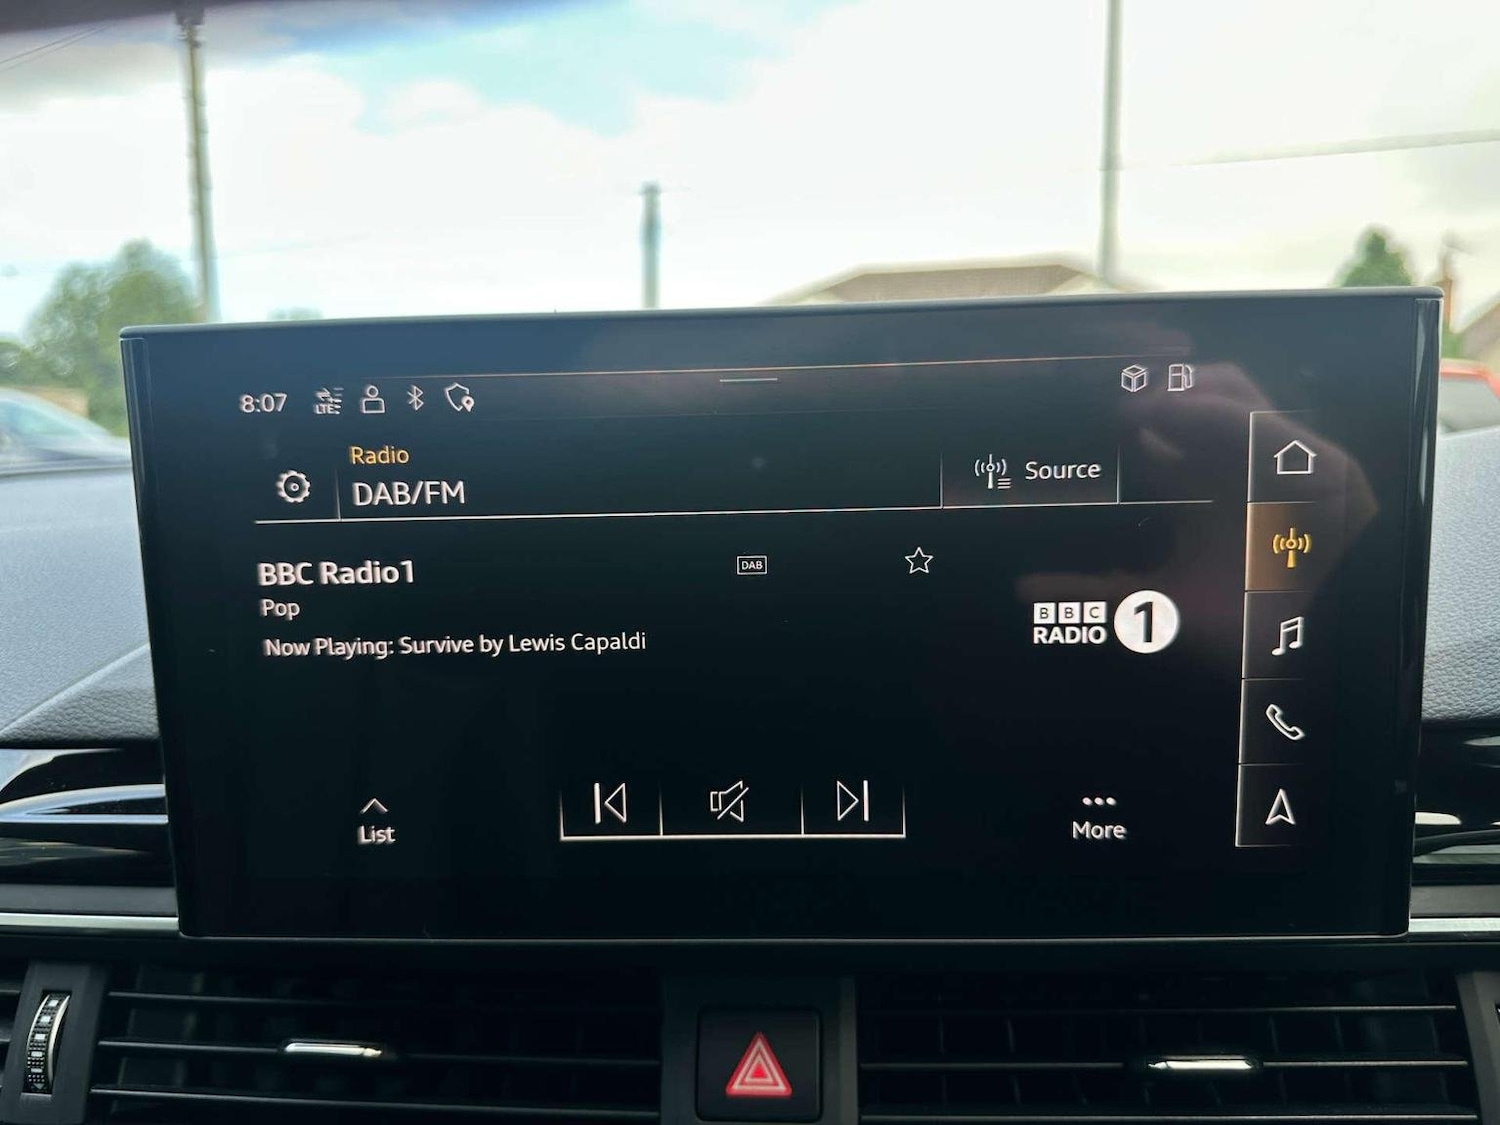 8:07
LTE
Radio
DAB/FM
Source
BBC Radio1
DAB
Pop
Now Playing: Survive by Lewis Capaldi
BBC
RADIO 1
List
More